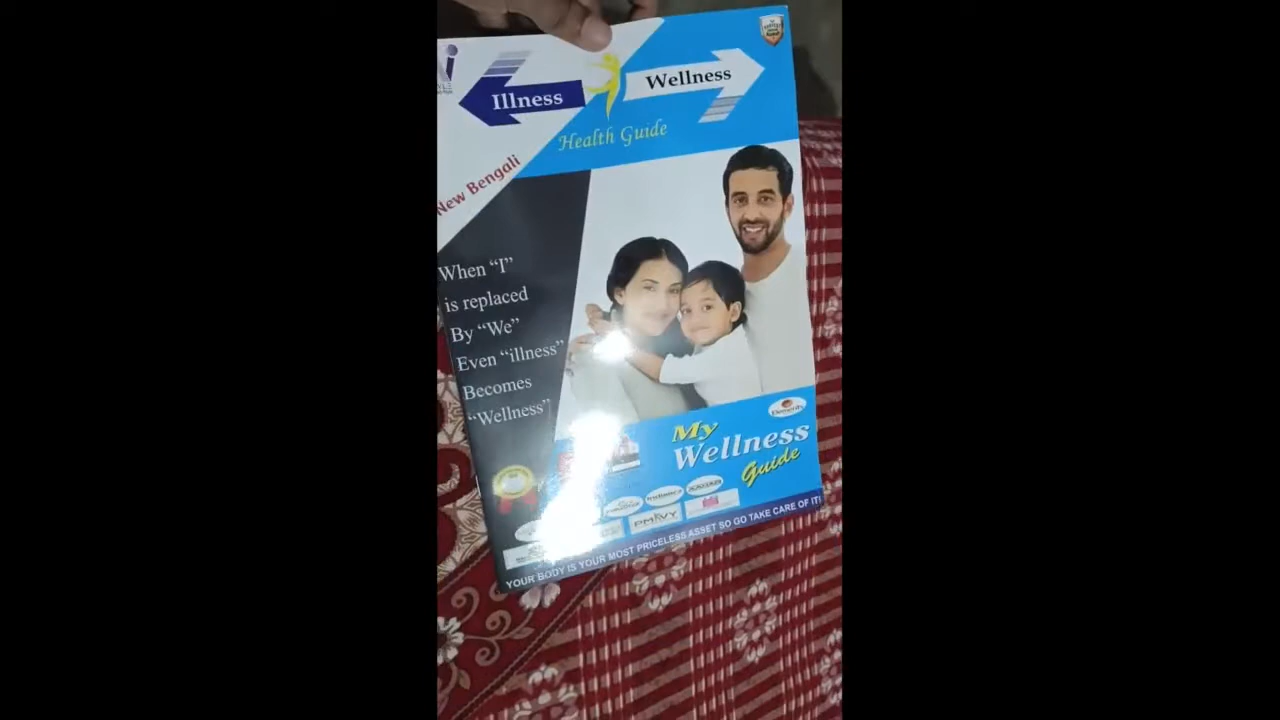 Illness
Wellness
Health Guide
New Bengali
When “I”
is replaced
By “We”
Even “illness”
Becomes
“Wellness”
My
Wellness
Guide
PMKVY
YOUR BODY IS YOUR MOST PRICELESS ASSET SO GO TAKE CARE OF IT!